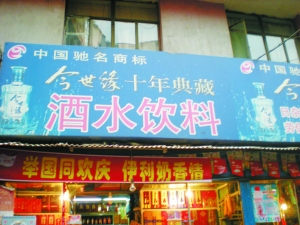 中国驰名商标
今世缘十年典藏
酒水饮料
中国
举国同欢庆 伊利奶香情